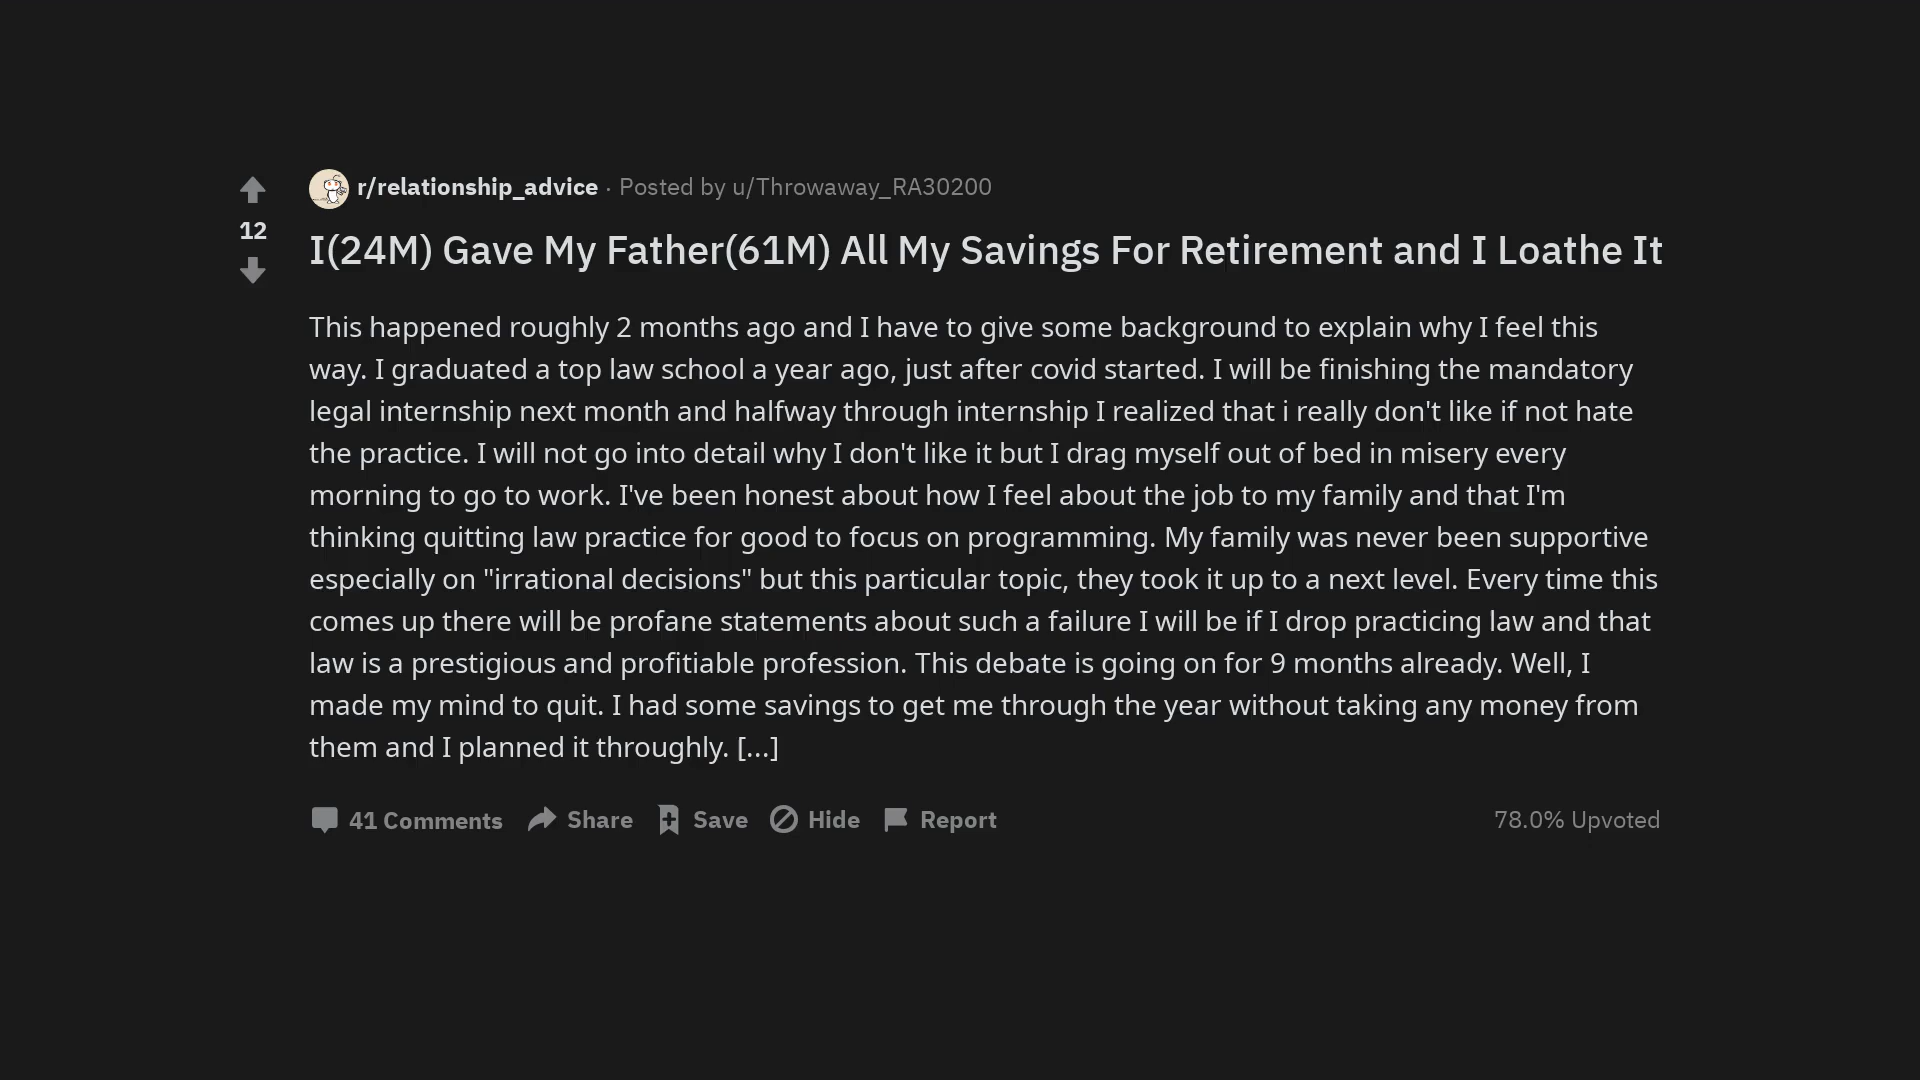 r/relationship_advice · Posted by u/Throwaway_RA30200
12
I(24M) Gave My Father(61M) All My Savings For Retirement and I Loathe It
This happened roughly 2 months ago and I have to give some background to explain why I feel this
way. I graduated a top law school a year ago, just after covid started. I will be finishing the mandatory
legal internship next month and halfway through internship I realized that i really don't like if not hate
the practice. I will not go into detail why I don't like it but I drag myself out of bed in misery every
morning to go to work. I've been honest about how I feel about the job to my family and that I'm
thinking quitting law practice for good to focus on programming. My family was never been supportive
especially on "irrational decisions" but this particular topic, they took it up to a next level. Every time this
comes up there will be profane statements about such a failure I will be if I drop practicing law and that
law is a prestigious and profitiable profession. This debate is going on for 9 months already. Well, I
made my mind to quit. I had some savings to get me through the year without taking any money from
them and I planned it throughly. [...]
41 Comments Share Save Hide Report 78.0% Upvoted